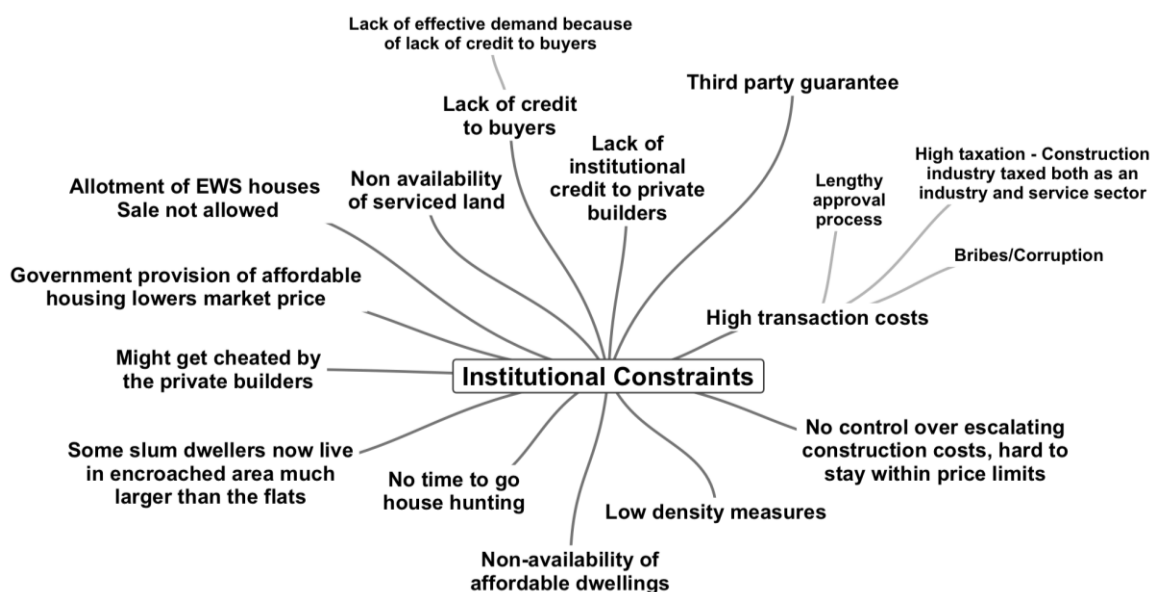 Lack of effective demand because
of lack of credit to buyers
Lack of credit
to buyers
Third party guarantee
Lack of
institutional
credit to private
builders
High taxation - Construction
industry taxed both as an
industry and service sector
Lengthy
approval
process
Bribes/Corruption
High transaction costs
Non availability
of serviced land
Allotment of EWS houses
Sale not allowed
Government provision of affordable
housing lowers market price
Might get cheated by
the private builders
Institutional Constraints
Some slum dwellers now live
in encroached area much
larger than the flats
No time to go
house hunting
Non-availability of
affordable dwellings
Low density measures
No control over escalating
construction costs, hard to
stay within price limits